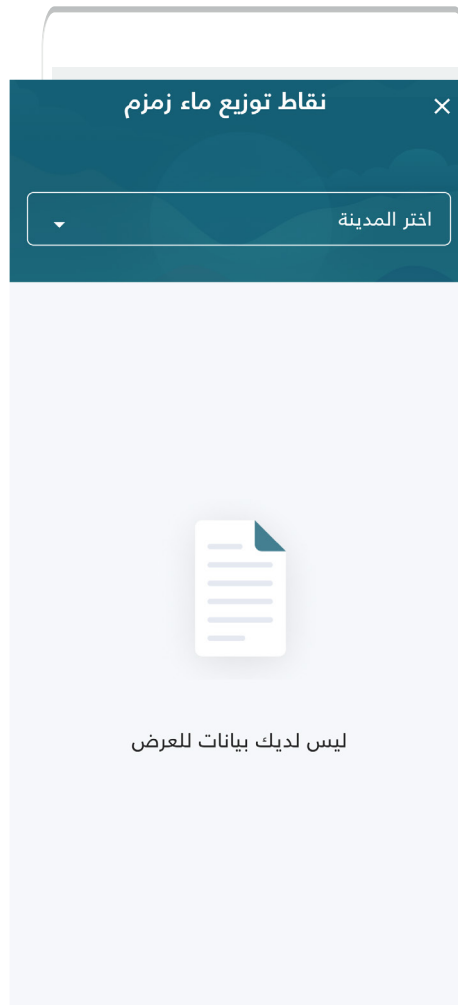 نقاط توزيع ماء زمزم
اختر المدينة
ليس لديك بيانات للعرض